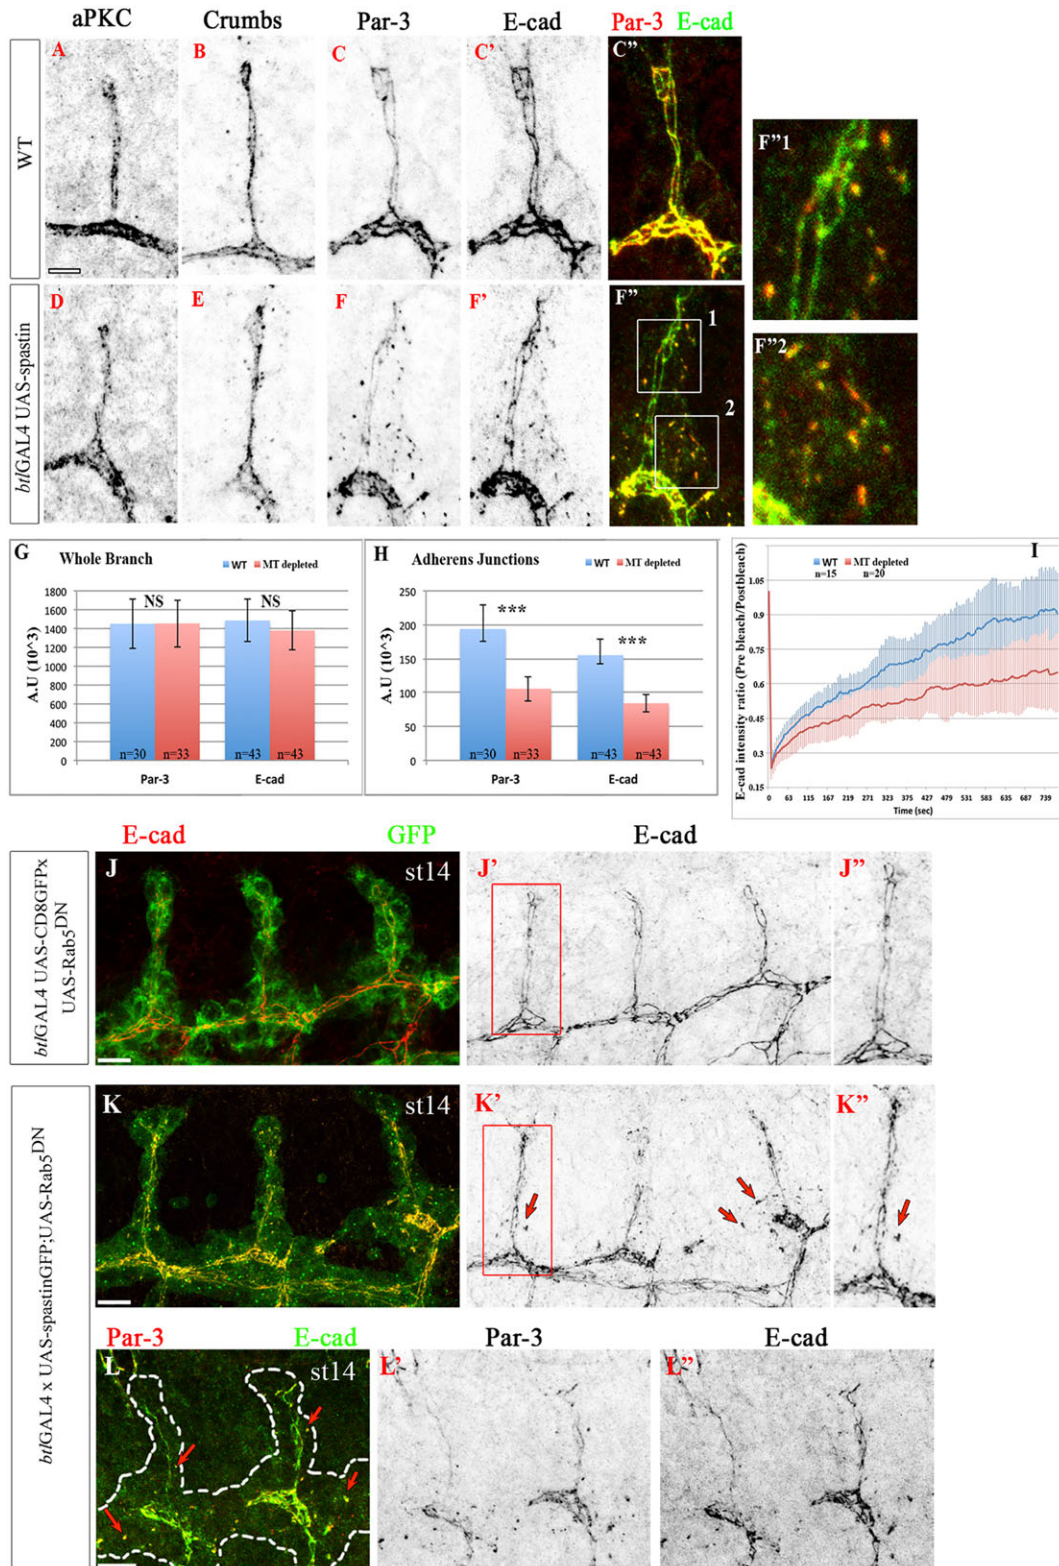 aPKC Crumbs Par-3 E-cad Par-3 E-cad
WT
A B C C' C"
F"1
btlGAL4 UAS-spastin
D E F F' F"
1
2
F"2
G Whole Branch
WT MT depleted
A.U (10^3)
1800
1600
1400
1200
1000
800
600
400
200
0
NS NS
n=30 n=33 n=43 n=43
Par-3 E-cad
H Adherens Junctions
WT MT depleted
A.U (10^3)
250
200
150
100
50
0
*** ***
n=30 n=33 n=43 n=43
Par-3 E-cad
I
WT MT depleted
n=15 n=20
E-cad intensity ratio (Pre bleach/Postbleach)
1.05
0.9
0.75
0.6
0.45
0.3
0.15
0 63 115 167 219 271 323 375 427 479 531 583 635 687 739
Time (sec)
E-cad GFP E-cad
btlGAL4 UAS-CD8GFPx
UAS-Rab5DN
J st14 J' J"
btlGAL4 x UAS-spastinGFP;UAS-Rab5DN
K st14 K' K"
Par-3 E-cad Par-3 E-cad
L st14 L' L"